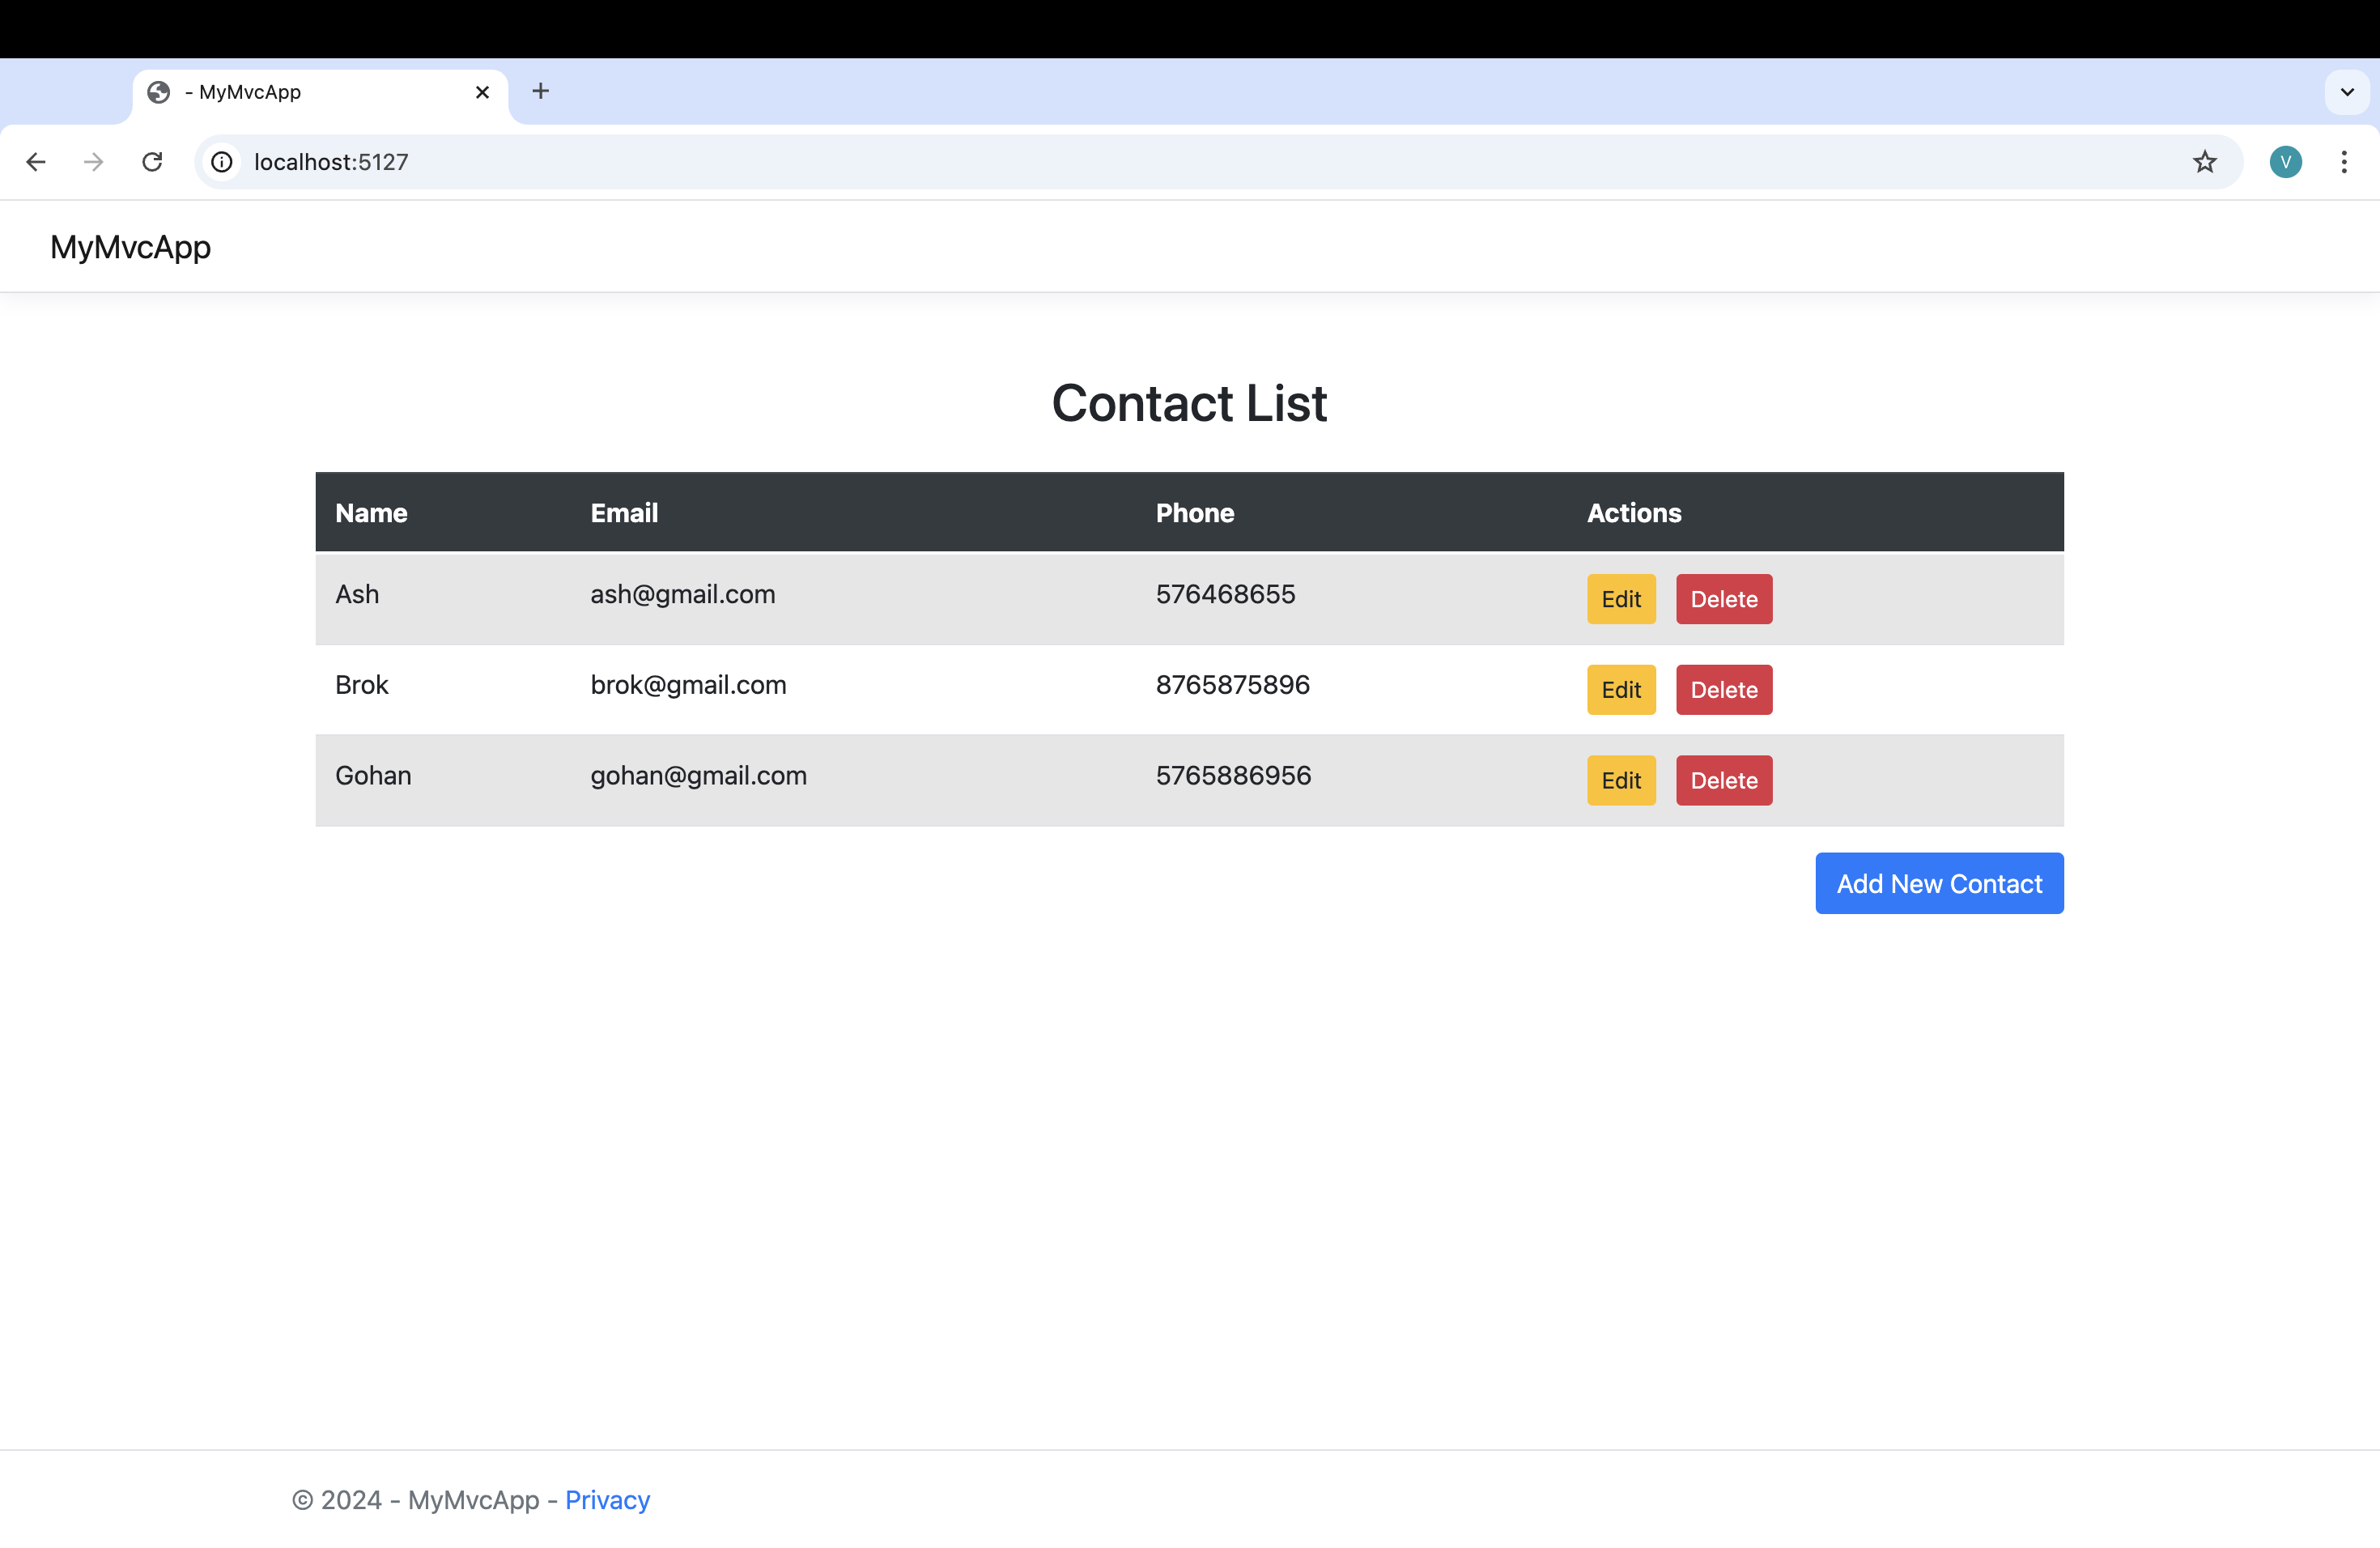 - MyMvcApp
localhost:5127
V
MyMvcApp
Contact List
Name Email Phone Actions
Ash ash@gmail.com 576468655 Edit Delete
Brok brok@gmail.com 8765875896 Edit Delete
Gohan gohan@gmail.com 5765886956 Edit Delete
Add New Contact
© 2024 - MyMvcApp - Privacy